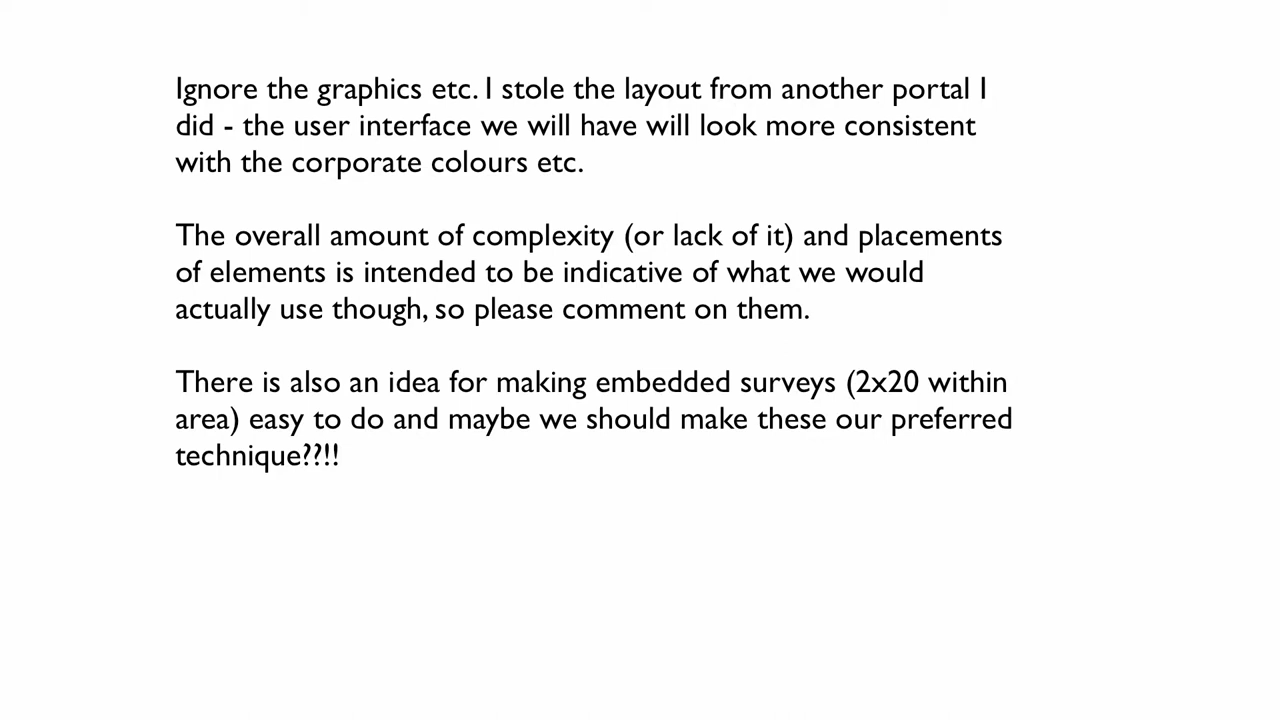 Ignore the graphics etc. I stole the layout from another portal I
did - the user interface we will have will look more consistent
with the corporate colours etc.
The overall amount of complexity (or lack of it) and placements
of elements is intended to be indicative of what we would
actually use though, so please comment on them.
There is also an idea for making embedded surveys (2x20 within
area) easy to do and maybe we should make these our preferred
technique??!!